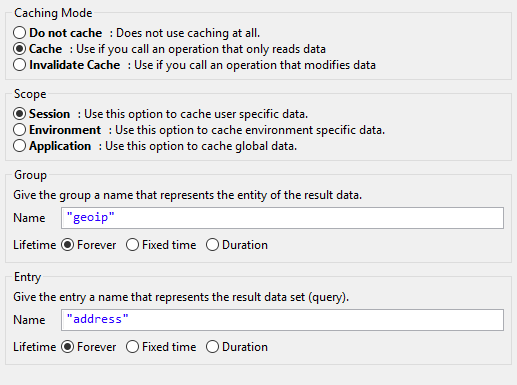 Caching Mode
Do not cache : Does not use caching at all.
Cache : Use if you call an operation that only reads data
Invalidate Cache : Use if you call an operation that modifies data
Scope
Session : Use this option to cache user specific data.
Environment : Use this option to cache environment specific data.
Application : Use this option to cache global data.
Group
Give the group a name that represents the entity of the result data.
Name "geoip"
Lifetime Forever Fixed time Duration
Entry
Give the entry a name that represents the result data set (query).
Name "address"
Lifetime Forever Fixed time Duration